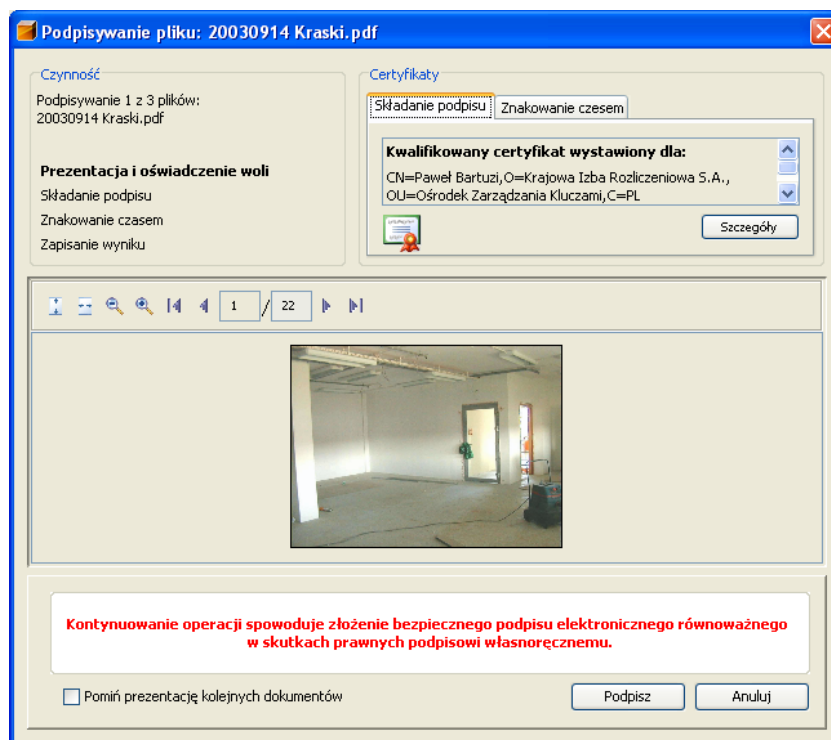 Podpisywanie pliku: 20030914 Kraski.pdf
Czynność
Podpisywanie 1 z 3 plików:
20030914 Kraski.pdf
Prezentacja i oświadczenie woli
Składanie podpisu
Znakowanie czasem
Zapisanie wyniku
Certyfikaty
Składanie podpisu
Znakowanie czesem
Kwalifikowany certyfikat wystawiony dla:
CN=Paweł Bartuzi,O=Krajowa Izba Rozliczeniowa S.A.,
OU=Ośrodek Zarządzania Kluczami,C=PL
Szczegóły
1 / 22
Kontynuowanie operacji spowoduje złożenie bezpiecznego podpisu elektronicznego równoważnego
w skutkach prawnych podpisowi własnoręcznemu.
Pomiń prezentację kolejnych dokumentów
Podpisz
Anuluj